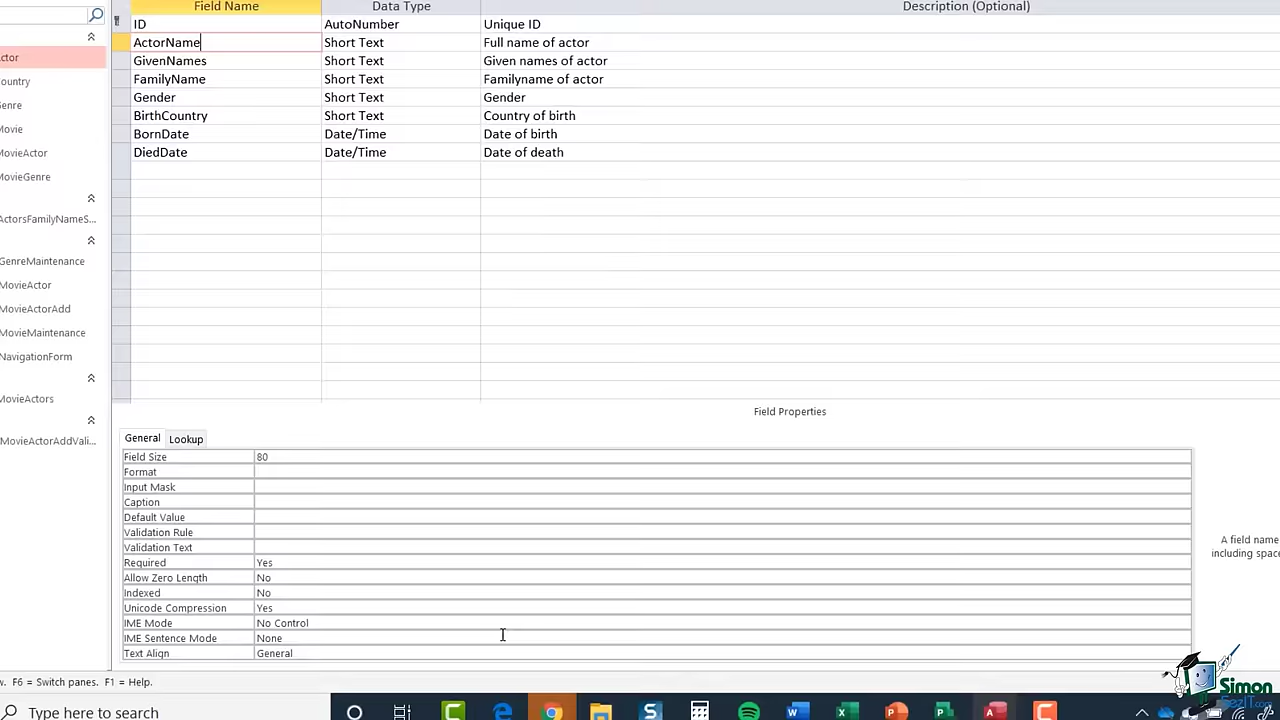 Field Name Data Type Description (Optional)
ID AutoNumber Unique ID
ctor ActorName Short Text Full name of actor
GivenNames Short Text Given names of actor
ountry FamilyName Short Text Familyname of actor
enre Gender Short Text Gender
BirthCountry Short Text Country of birth
Movie BornDate Date/Time Date of birth
MovieActor DiedDate Date/Time Date of death
MovieGenre
ActorsFamilyNameS...
GenreMaintenance
MovieActor
MovieActorAdd
MovieMaintenance
NavigationForm
MovieActors
MovieActorAddVali...
Field Properties
General Lookup
Field Size 80
Format
Input Mask
Caption
Default Value
Validation Rule
Validation Text
Required Yes
Allow Zero Length No
Indexed No
Unicode Compression Yes
IME Mode No Control
IME Sentence Mode None
Text Align General
A field name
including space
w. F6 = Switch panes. F1 = Help.
Type here to search
Simon
SezIT.com